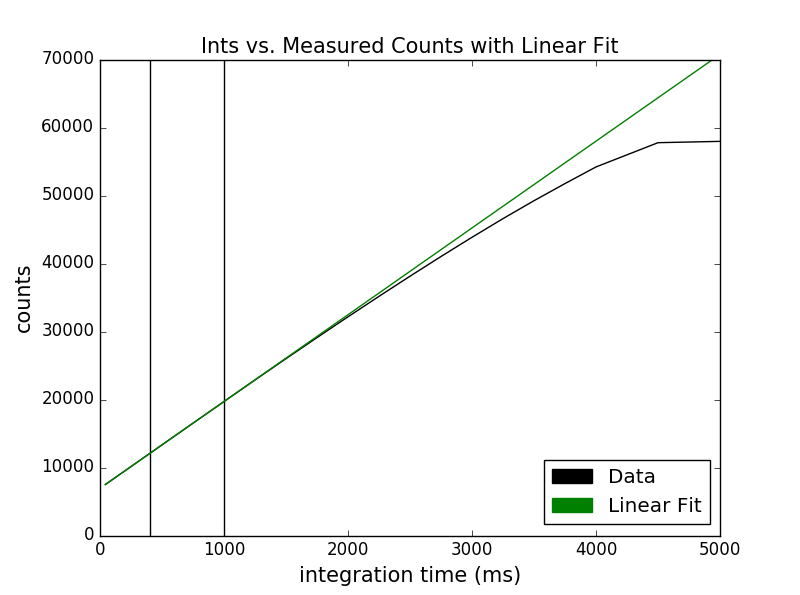 Ints vs. Measured Counts with Linear Fit
70000
60000
50000
40000
30000
20000
10000
0
counts
0 1000 2000 3000 4000 5000
integration time (ms)
Data
Linear Fit